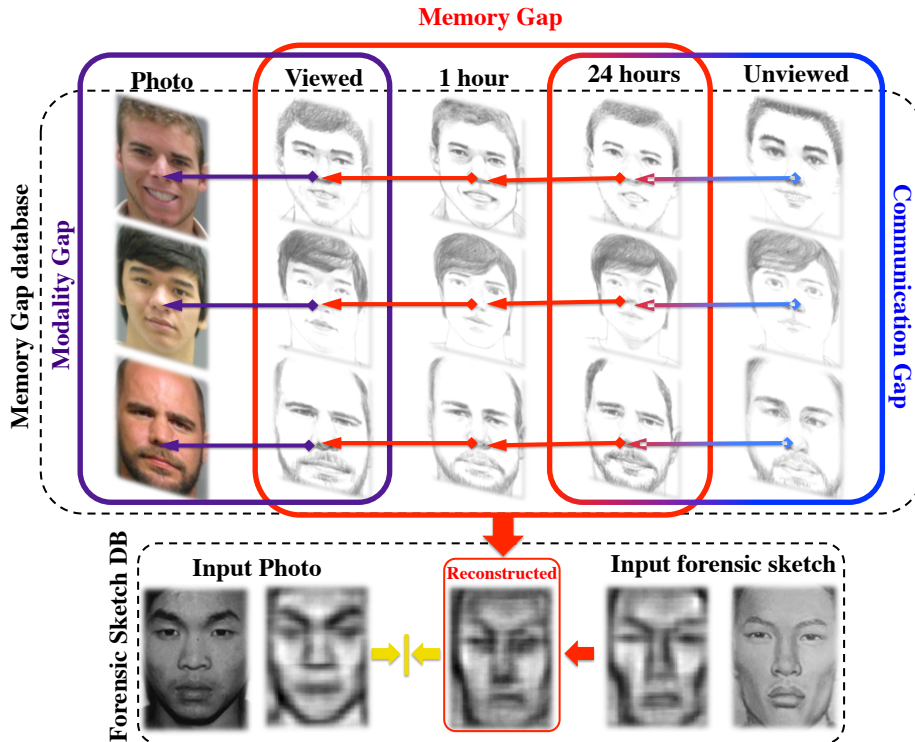 Memory Gap
Photo
Viewed
1 hour
24 hours
Unviewed
Memory Gap database
Modality Gap
Communication Gap
Forensic Sketch DB
Input Photo
Reconstructed
Input forensic sketch